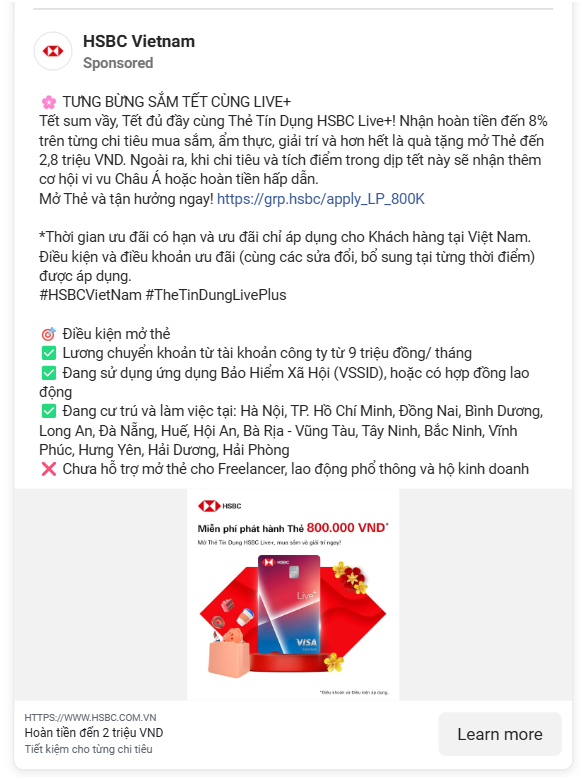 HSBC Vietnam
Sponsored
🌸 TƯNG BỪNG SẮM TẾT CÙNG LIVE+
Tết sum vầy, Tết đủ đầy cùng Thẻ Tín Dụng HSBC Live+! Nhận hoàn tiền đến 8%
trên từng chi tiêu mua sắm, ẩm thực, giải trí và hơn hết là quà tặng mở Thẻ đến
2,8 triệu VND. Ngoài ra, khi chi tiêu và tích điểm trong dịp tết này sẽ nhận thêm
cơ hội vi vu Châu Á hoặc hoàn tiền hấp dẫn.
Mở Thẻ và tận hưởng ngay! https://grp.hsbc/apply_LP_800K
*Thời gian ưu đãi có hạn và ưu đãi chỉ áp dụng cho Khách hàng tại Việt Nam.
Điều kiện và điều khoản ưu đãi (cùng các sửa đổi, bổ sung tại từng thời điểm)
được áp dụng.
#HSBCVietNam #TheTinDungLivePlus
🎯 Điều kiện mở thẻ
✅ Lương chuyển khoản từ tài khoản công ty từ 9 triệu đồng/ tháng
✅ Đang sử dụng ứng dụng Bảo Hiểm Xã Hội (VSSID), hoặc có hợp đồng lao
động
✅ Đang cư trú và làm việc tại: Hà Nội, TP. Hồ Chí Minh, Đồng Nai, Bình Dương,
Long An, Đà Nẵng, Huế, Hội An, Bà Rịa - Vũng Tàu, Tây Ninh, Bắc Ninh, Vĩnh
Phúc, Hưng Yên, Hải Dương, Hải Phòng
❌ Chưa hỗ trợ mở thẻ cho Freelancer, lao động phổ thông và hộ kinh doanh
HSBC
Miễn phí phát hành Thẻ 800.000 VND*
Mở Thẻ Tín Dụng HSBC Live+, mua sắm và giải trí ngay!
HSBC
Live+
VISA
*Điều khoản và Điều kiện áp dụng.
HTTPS://WWW.HSBC.COM.VN
Hoàn tiền đến 2 triệu VND
Tiết kiệm cho từng chi tiêu
Learn more